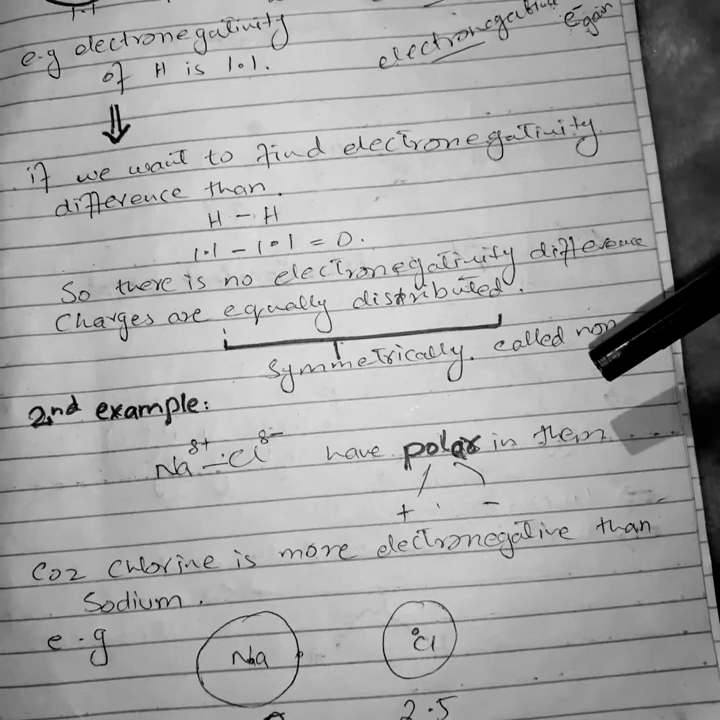 e.g electronegativity
of H is 1.1.
electronegative
e gain
⇓
if we want to find electronegativity
difference than.
H - H
1.1 - 1.1 = 0.
So there is no electronegativity difference
Charges are equally distributed.
Symmetrically. called non
2nd example:
Na δ+ - Cl δ- have polar in them ....
+ -
Coz Chlorine is more electronegative than
Sodium.
e.g Na Cl
2.5